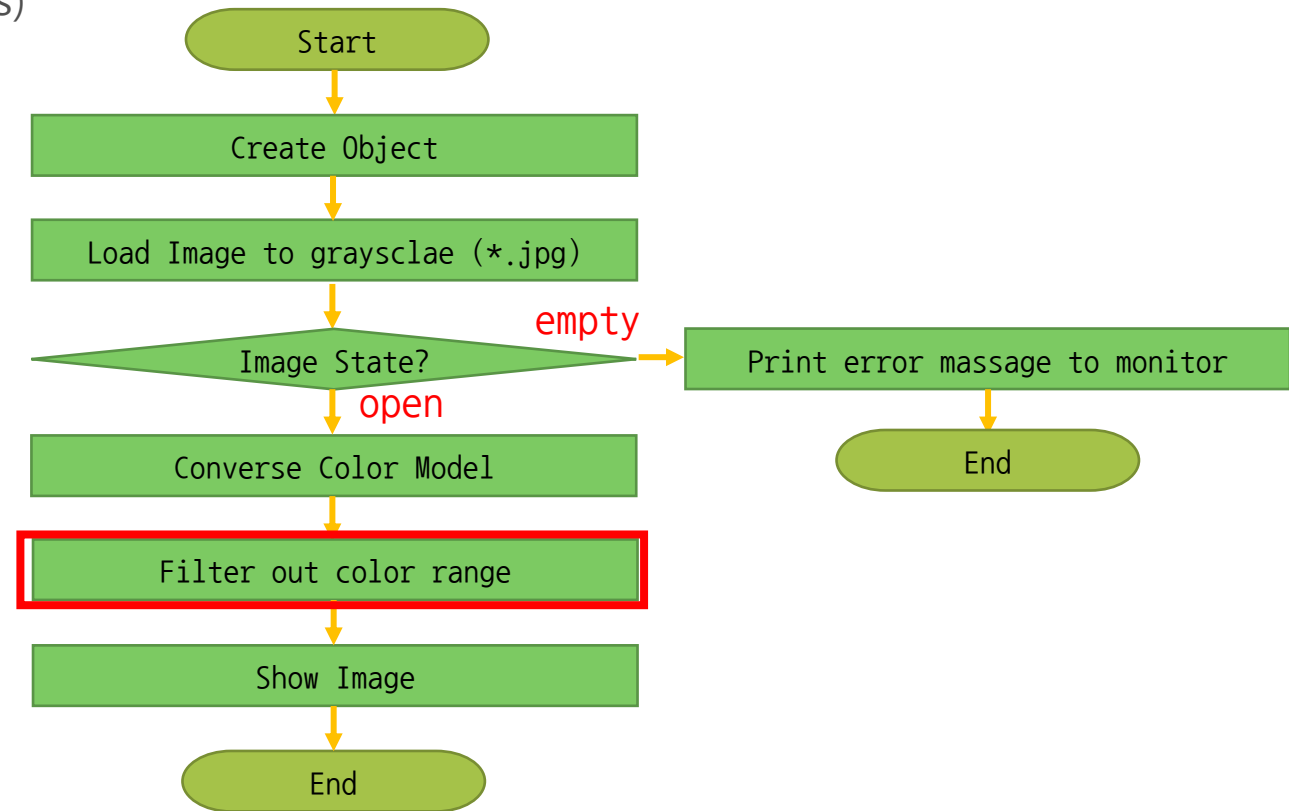 s)
Start
Create Object
Load Image to graysclae (*.jpg)
empty
Image State?
Print error massage to monitor
open
Converse Color Model
End
Filter out color range
Show Image
End